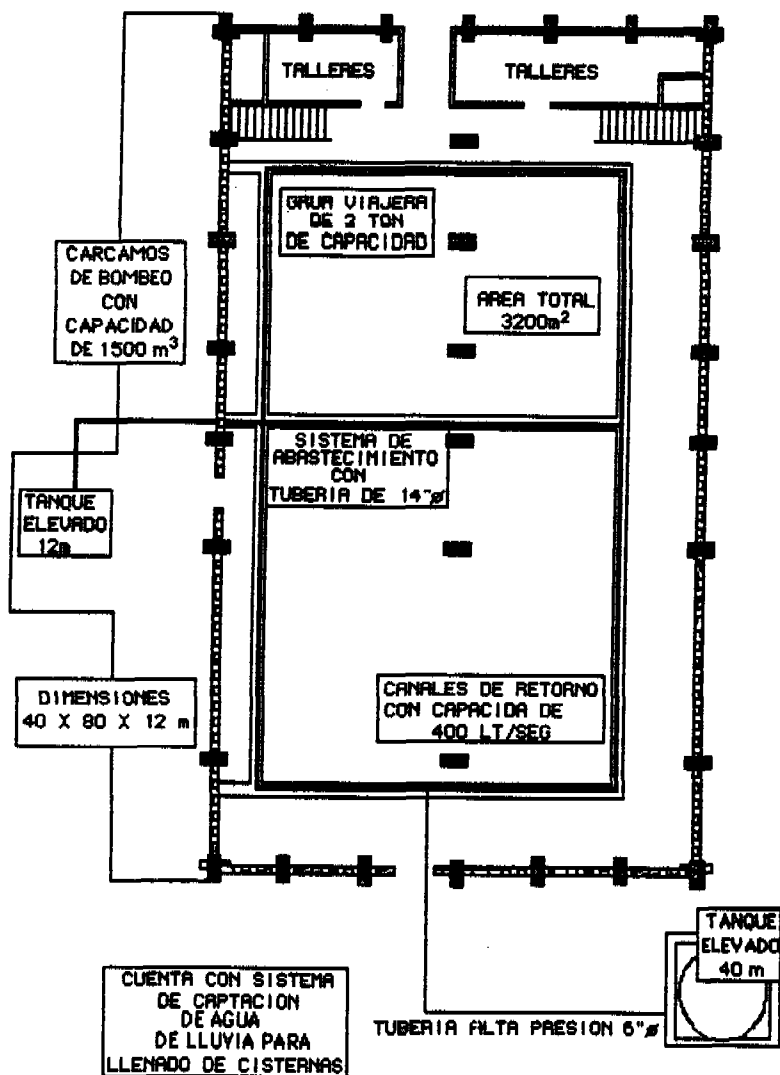 TALLERES
TALLERES
GRUA VIAJERA
DE 2 TON
DE CAPACIDAD
CARCAMOS
DE BOMBEO
CON
CAPACIDAD
DE 1500 m³
AREA TOTAL
3200m²
SISTEMA DE
ABASTECIMIENTO
CON
TUBERIA DE 14"ø
TANQUE
ELEVADO
12m
DIMENSIONES
40 X 80 X 12 m
CANALES DE RETORNO
CON CAPACIDA DE
400 LT/SEG
TANQUE
ELEVADO
40 m
CUENTA CON SISTEMA
DE CAPTACION
DE AGUA
DE LLUVIA PARA
LLENADO DE CISTERNAS
TUBERIA ALTA PRESION 6"ø